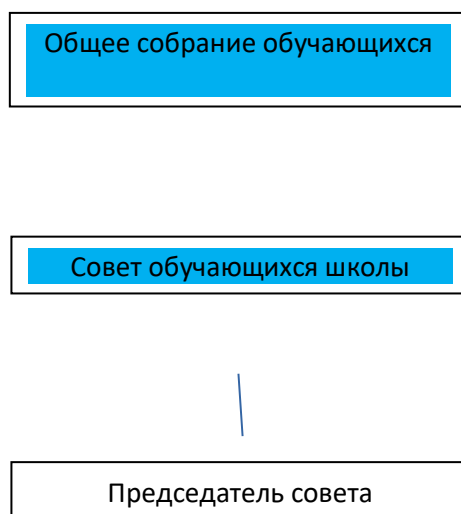 Общее собрание обучающихся
Совет обучающихся школы
Председатель совета